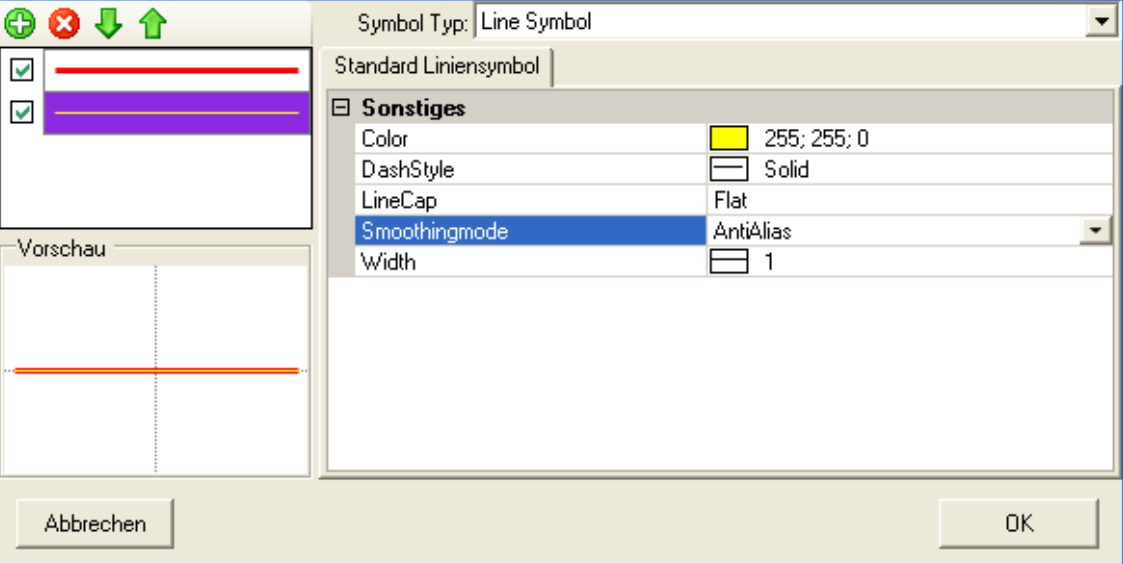 Symbol Typ: Line Symbol
Standard Liniensymbol
Sonstiges
Color 255; 255; 0
DashStyle Solid
LineCap Flat
Smoothingmode AntiAlias
Width 1
Vorschau
Abbrechen
OK